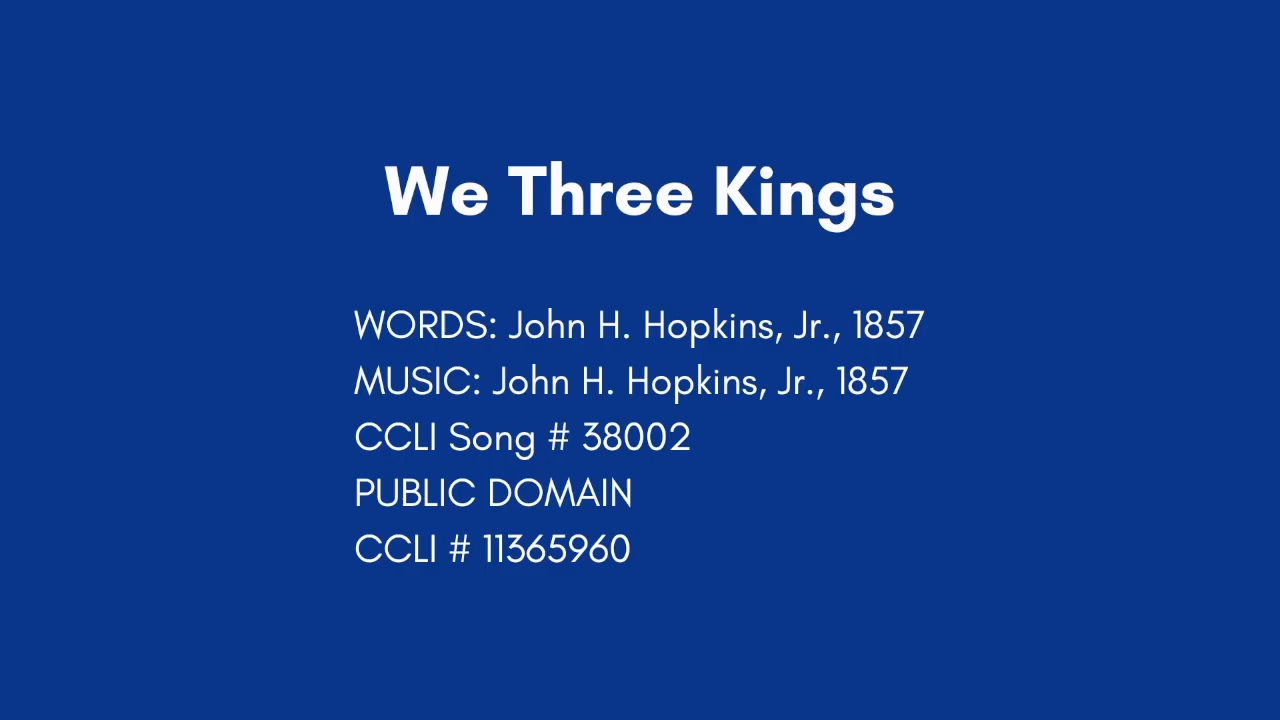 We Three Kings
WORDS: John H. Hopkins, Jr., 1857
MUSIC: John H. Hopkins, Jr., 1857
CCLI Song # 38002
PUBLIC DOMAIN
CCLI # 11365960